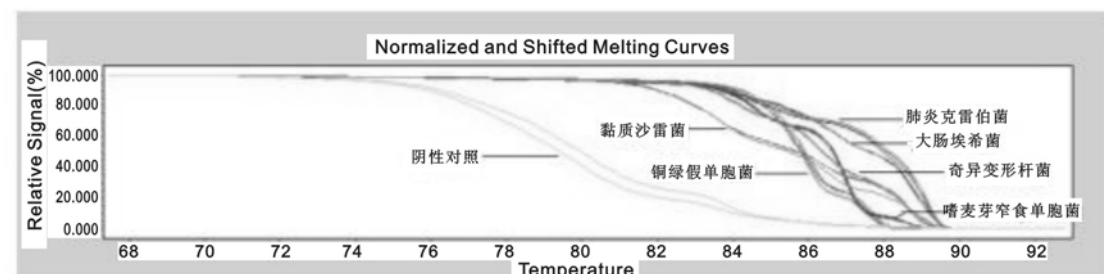 Normalized and Shifted Melting Curves
Relative Signal(%)
100.000
80.000
60.000
40.000
20.000
0.000
肺炎克雷伯菌
黏质沙雷菌
大肠埃希菌
阴性对照
铜绿假单胞菌
奇异变形杆菌
嗜麦芽窄食单胞菌
68 70 72 74 76 78 80 82 84 86 88 90 92
Temperature